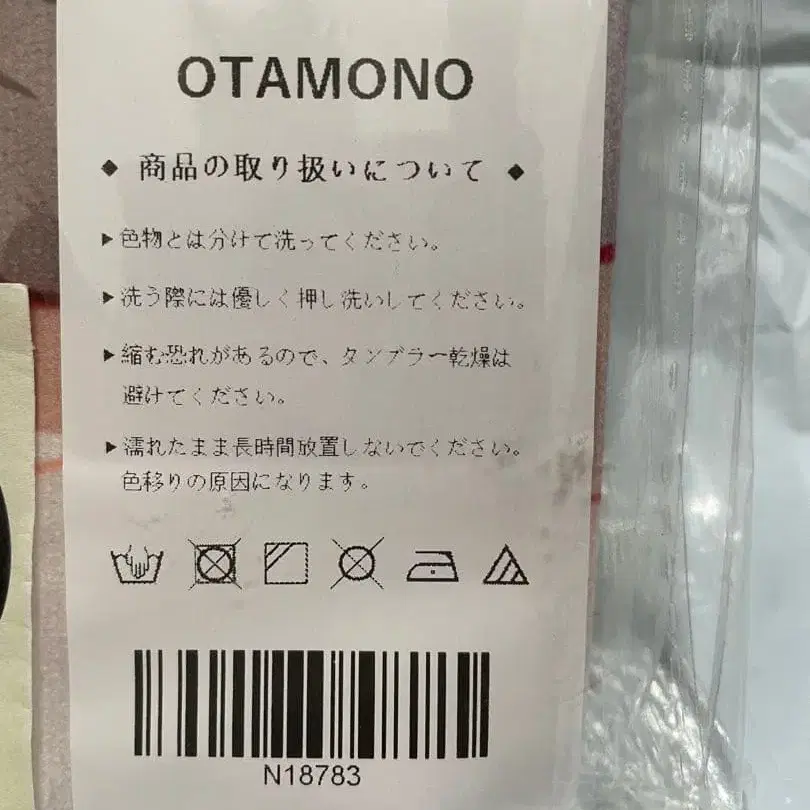 OTAMONO
◆ 商品の取り扱いについて ◆
▶色物とは分けて洗ってください。
▶洗う際には優しく押し洗いしてください。
▶縮む恐れがあるので、タンブラー乾燥は
避けてください。
▶濡れたまま長時間放置しないでください。
色移りの原因になります。
N18783